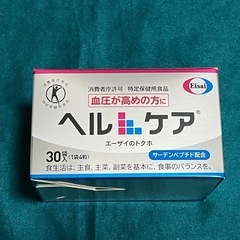 Eisai
消費者庁許可 特定保健用食品
血圧が高めの方に
ヘルケア®
エーザイのトクホ
30袋入(1袋4粒)
サーデンペプチド配合
食生活は、主食、主菜、副菜を基本に、食事のバランスを。